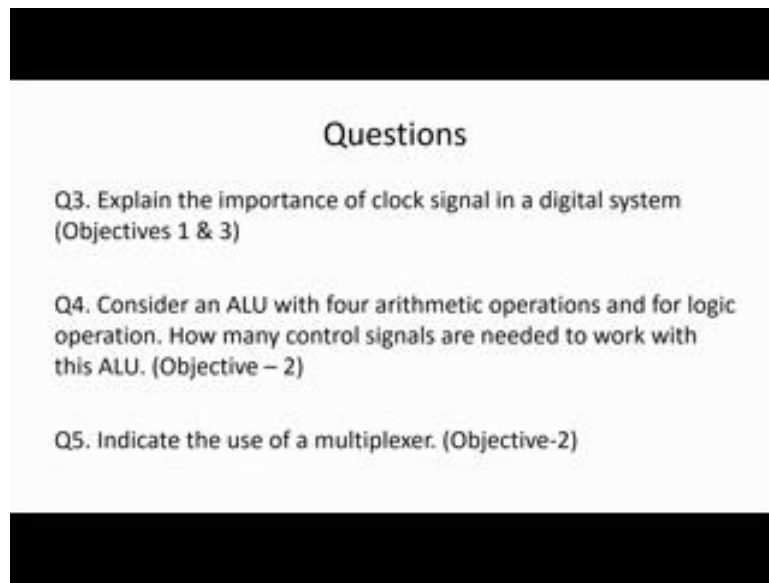 Questions
Q3. Explain the importance of clock signal in a digital system
(Objectives 1 & 3)
Q4. Consider an ALU with four arithmetic operations and for logic
operation. How many control signals are needed to work with
this ALU. (Objective – 2)
Q5. Indicate the use of a multiplexer. (Objective-2)